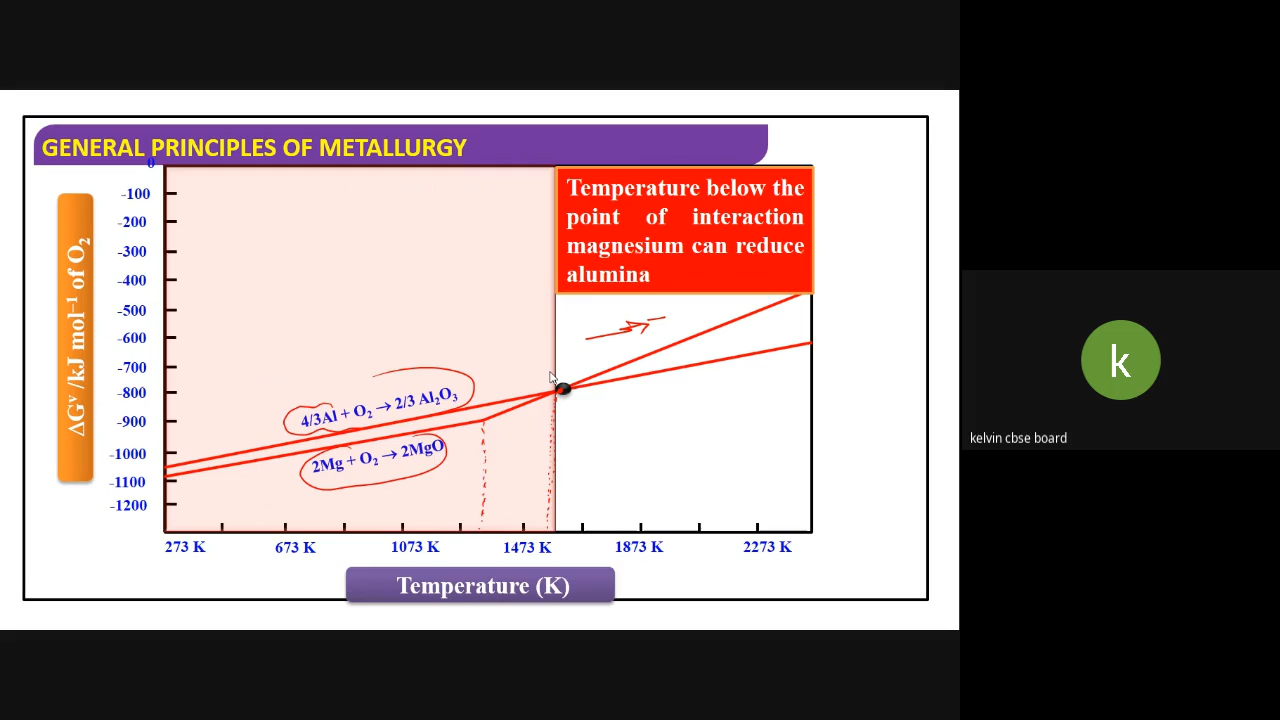 GENERAL PRINCIPLES OF METALLURGY
0
-100
-200
-300
-400
-500
-600
-700
-800
-900
-1000
-1100
-1200
ΔGᵛ /kJ mol⁻¹ of O₂
Temperature below the
point of interaction
magnesium can reduce
alumina
4/3Al + O₂ → 2/3 Al₂O₃
2Mg + O₂ → 2MgO
273 K 673 K 1073 K 1473 K 1873 K 2273 K
Temperature (K)
k
kelvin cbse board